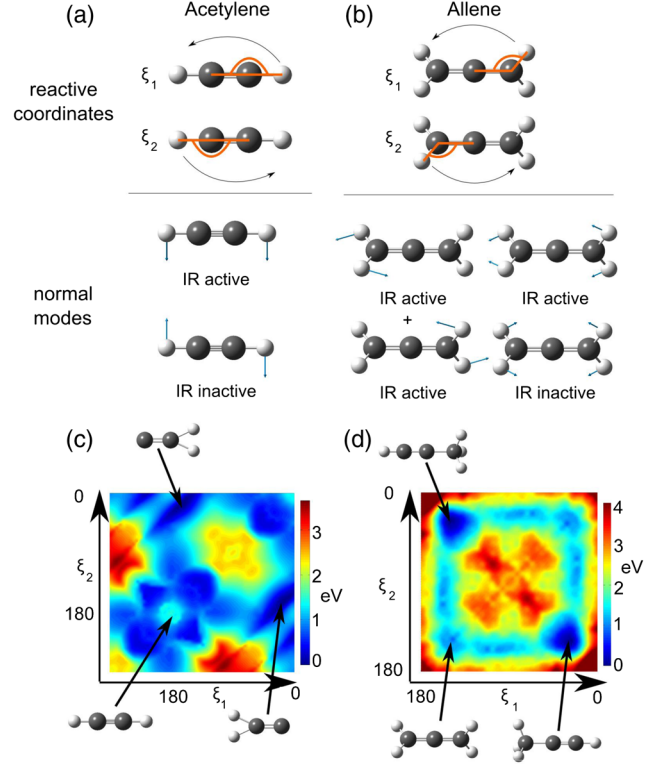 (a) Acetylene (b) Allene
ξ1 ξ1
reactive
coordinates
ξ2 ξ2
IR active IR active IR active
normal
modes
+
IR inactive IR active IR inactive
(c) (d)
0 0
3 4
ξ2 2 ξ2 3
eV 2 eV
180 1 1
0 180 0
180 ξ1 0 180 ξ1 0